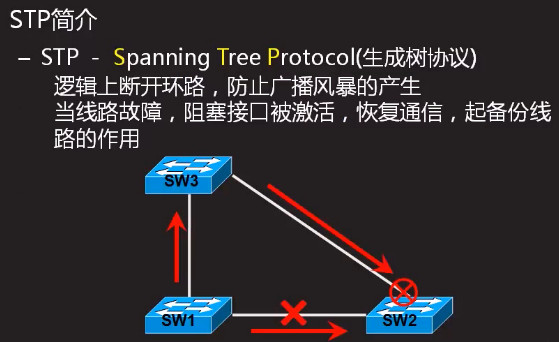 STP简介
– STP - Spanning Tree Protocol(生成树协议)
逻辑上断开环路，防止广播风暴的产生
当线路故障，阻塞接口被激活，恢复通信，起备份线
路的作用
SW3
SW1
SW2